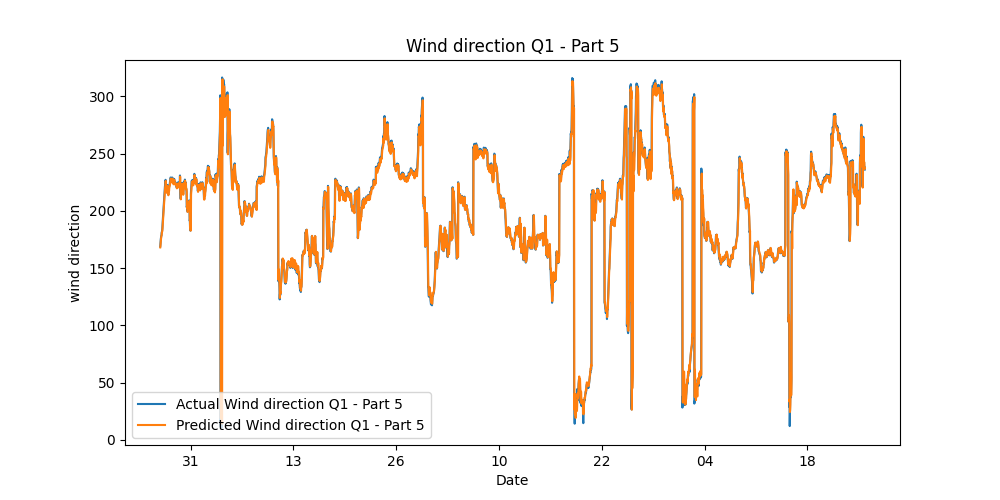 Wind direction Q1 - Part 5
300
250
200
150
100
50
0
wind direction
Actual Wind direction Q1 - Part 5
Predicted Wind direction Q1 - Part 5
31 13 26 10 22 04 18
Date